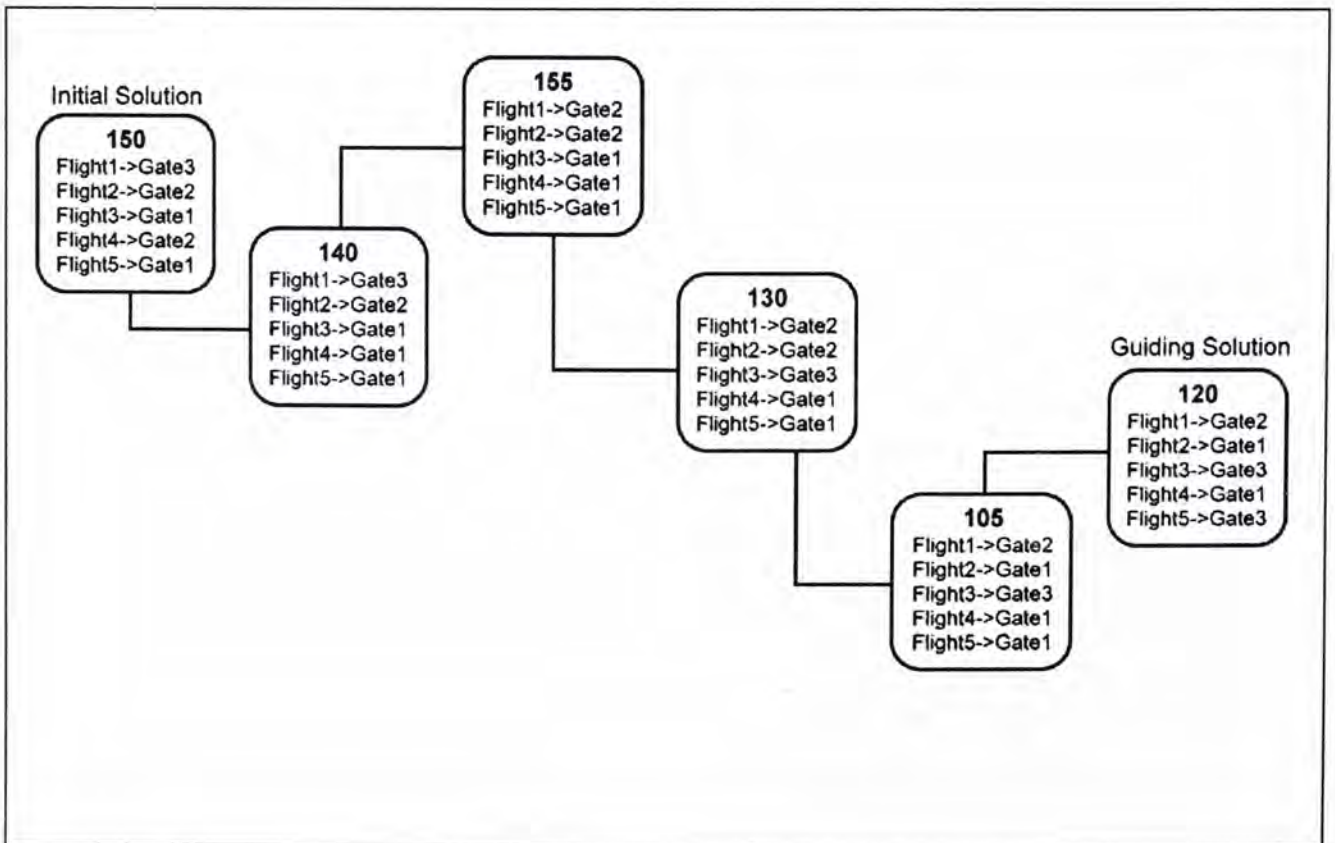 Initial Solution
150
Flight1->Gate3
Flight2->Gate2
Flight3->Gate1
Flight4->Gate2
Flight5->Gate1
140
Flight1->Gate3
Flight2->Gate2
Flight3->Gate1
Flight4->Gate1
Flight5->Gate1
155
Flight1->Gate2
Flight2->Gate2
Flight3->Gate1
Flight4->Gate1
Flight5->Gate1
130
Flight1->Gate2
Flight2->Gate2
Flight3->Gate3
Flight4->Gate1
Flight5->Gate1
105
Flight1->Gate2
Flight2->Gate1
Flight3->Gate3
Flight4->Gate1
Flight5->Gate1
Guiding Solution
120
Flight1->Gate2
Flight2->Gate1
Flight3->Gate3
Flight4->Gate1
Flight5->Gate3